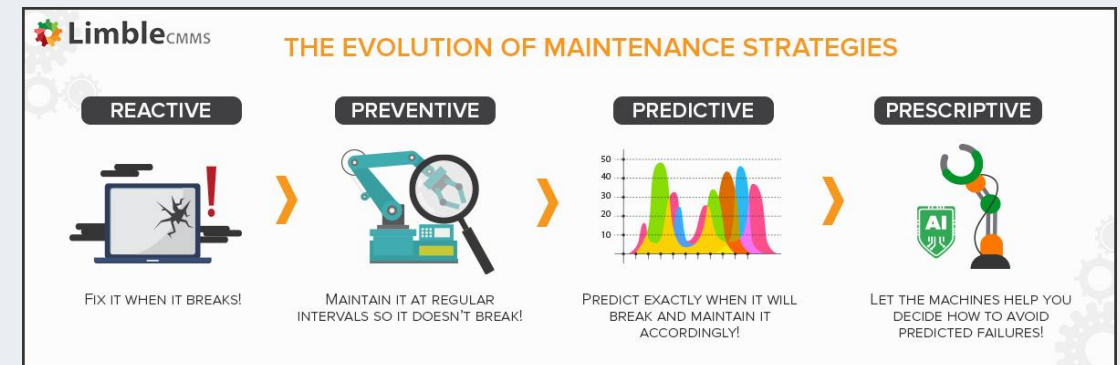 LimbleCMMS
THE EVOLUTION OF MAINTENANCE STRATEGIES
REACTIVE
FIX IT WHEN IT BREAKS!
PREVENTIVE
MAINTAIN IT AT REGULAR
INTERVALS SO IT DOESN'T BREAK!
PREDICTIVE
50
40
30
20
10
PREDICT EXACTLY WHEN IT WILL
BREAK AND MAINTAIN IT
ACCORDINGLY!
PRESCRIPTIVE
AI
LET THE MACHINES HELP YOU
DECIDE HOW TO AVOID
PREDICTED FAILURES!